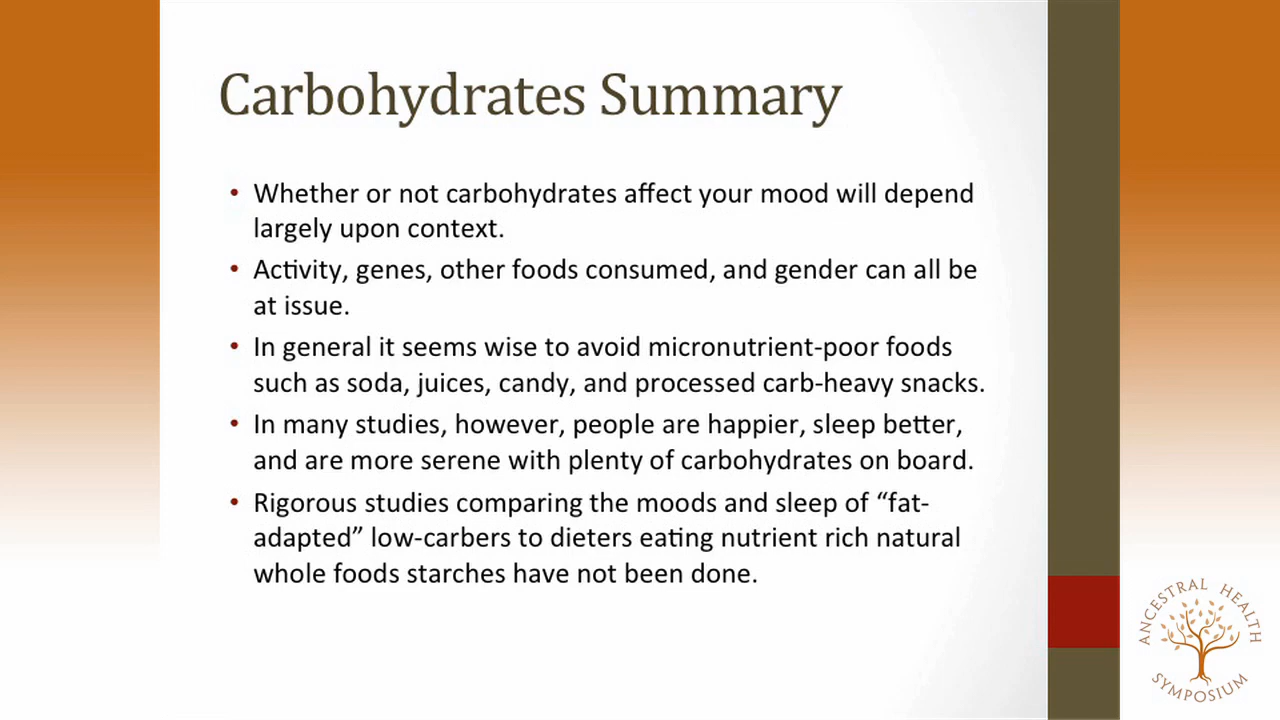 Carbohydrates Summary
• Whether or not carbohydrates affect your mood will depend
largely upon context.
• Activity, genes, other foods consumed, and gender can all be
at issue.
• In general it seems wise to avoid micronutrient-poor foods
such as soda, juices, candy, and processed carb-heavy snacks.
• In many studies, however, people are happier, sleep better,
and are more serene with plenty of carbohydrates on board.
• Rigorous studies comparing the moods and sleep of “fat-
adapted” low-carbers to dieters eating nutrient rich natural
whole foods starches have not been done.
ANCESTRAL HEALTH
SYMPOSIUM